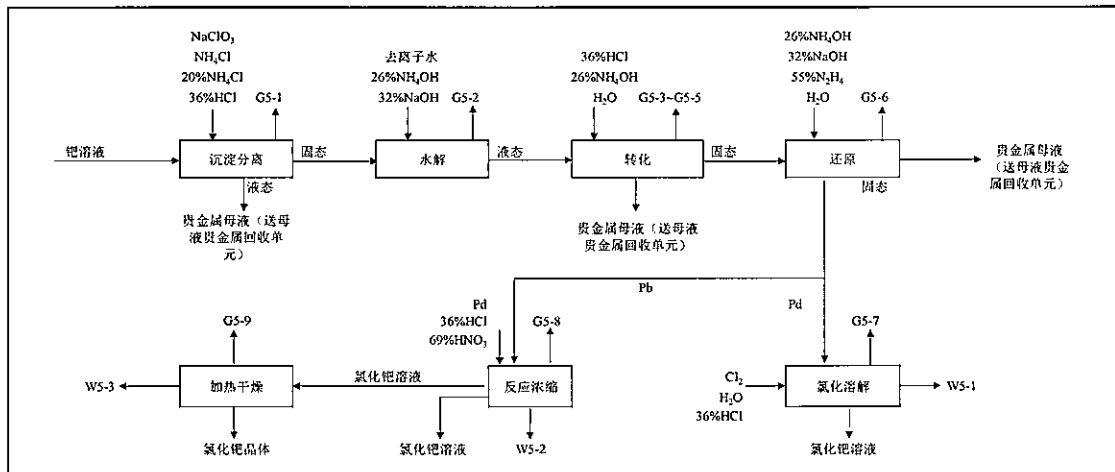 NaClO₃
NH₄Cl
20%NH₄Cl
36%HCl
G5-1
去离子水
26%NH₄OH
32%NaOH
G5-2
36%HCl
26%NH₄OH
H₂O
G5-3~G5-5
26%NH₄OH
32%NaOH
55%N₂H₄
H₂O
G5-6
钯溶液
沉淀分离
固态
水解
液态
转化
固态
还原
贵金属母液
（送母液贵金
属回收单元）
液态
固态
贵金属母液（送母
液贵金属回收单
元）
贵金属母液（送母液
贵金属回收单元）
Pb
Pd
Pd
36%HCl
69%HNO₃
G5-8
G5-9
G5-7
W5-3
加热干燥
氯化钯溶液
反应浓缩
Cl₂
H₂O
36%HCl
氯化溶解
W5-1
氯化钯晶体
氯化钯溶液
W5-2
氯化钯溶液